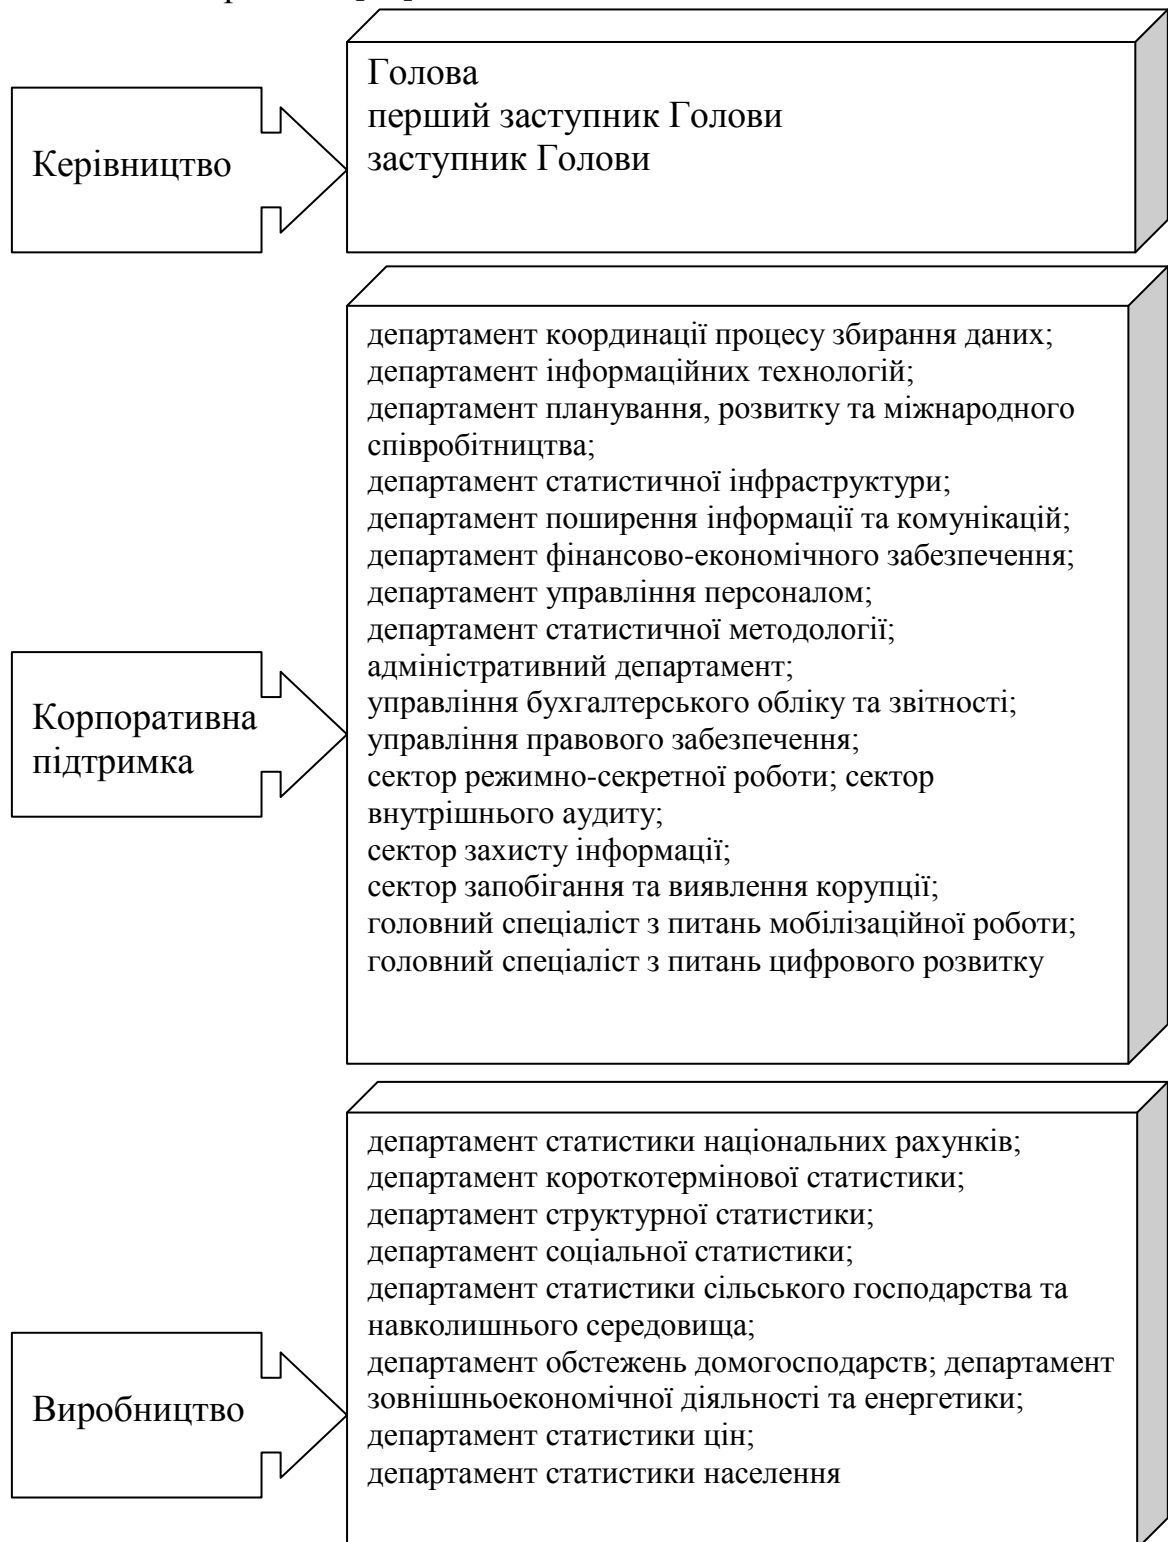 Голова
перший заступник Голови
заступник Голови
Керівництво
департамент координації процесу збирання даних;
департамент інформаційних технологій;
департамент планування, розвитку та міжнародного
співробітництва;
департамент статистичної інфраструктури;
департамент поширення інформації та комунікацій;
департамент фінансово-економічного забезпечення;
департамент управління персоналом;
департамент статистичної методології;
адміністративний департамент;
управління бухгалтерського обліку та звітності;
управління правового забезпечення;
сектор режимно-секретної роботи; сектор
внутрішнього аудиту;
сектор захисту інформації;
сектор запобігання та виявлення корупції;
головний спеціаліст з питань мобілізаційної роботи;
головний спеціаліст з питань цифрового розвитку
Корпоративна
підтримка
департамент статистики національних рахунків;
департамент короткотермінової статистики;
департамент структурної статистики;
департамент соціальної статистики;
департамент статистики сільського господарства та
навколишнього середовища;
департамент обстежень домогосподарств; департамент
зовнішньоекономічної діяльності та енергетики;
департамент статистики цін;
департамент статистики населення
Виробництво